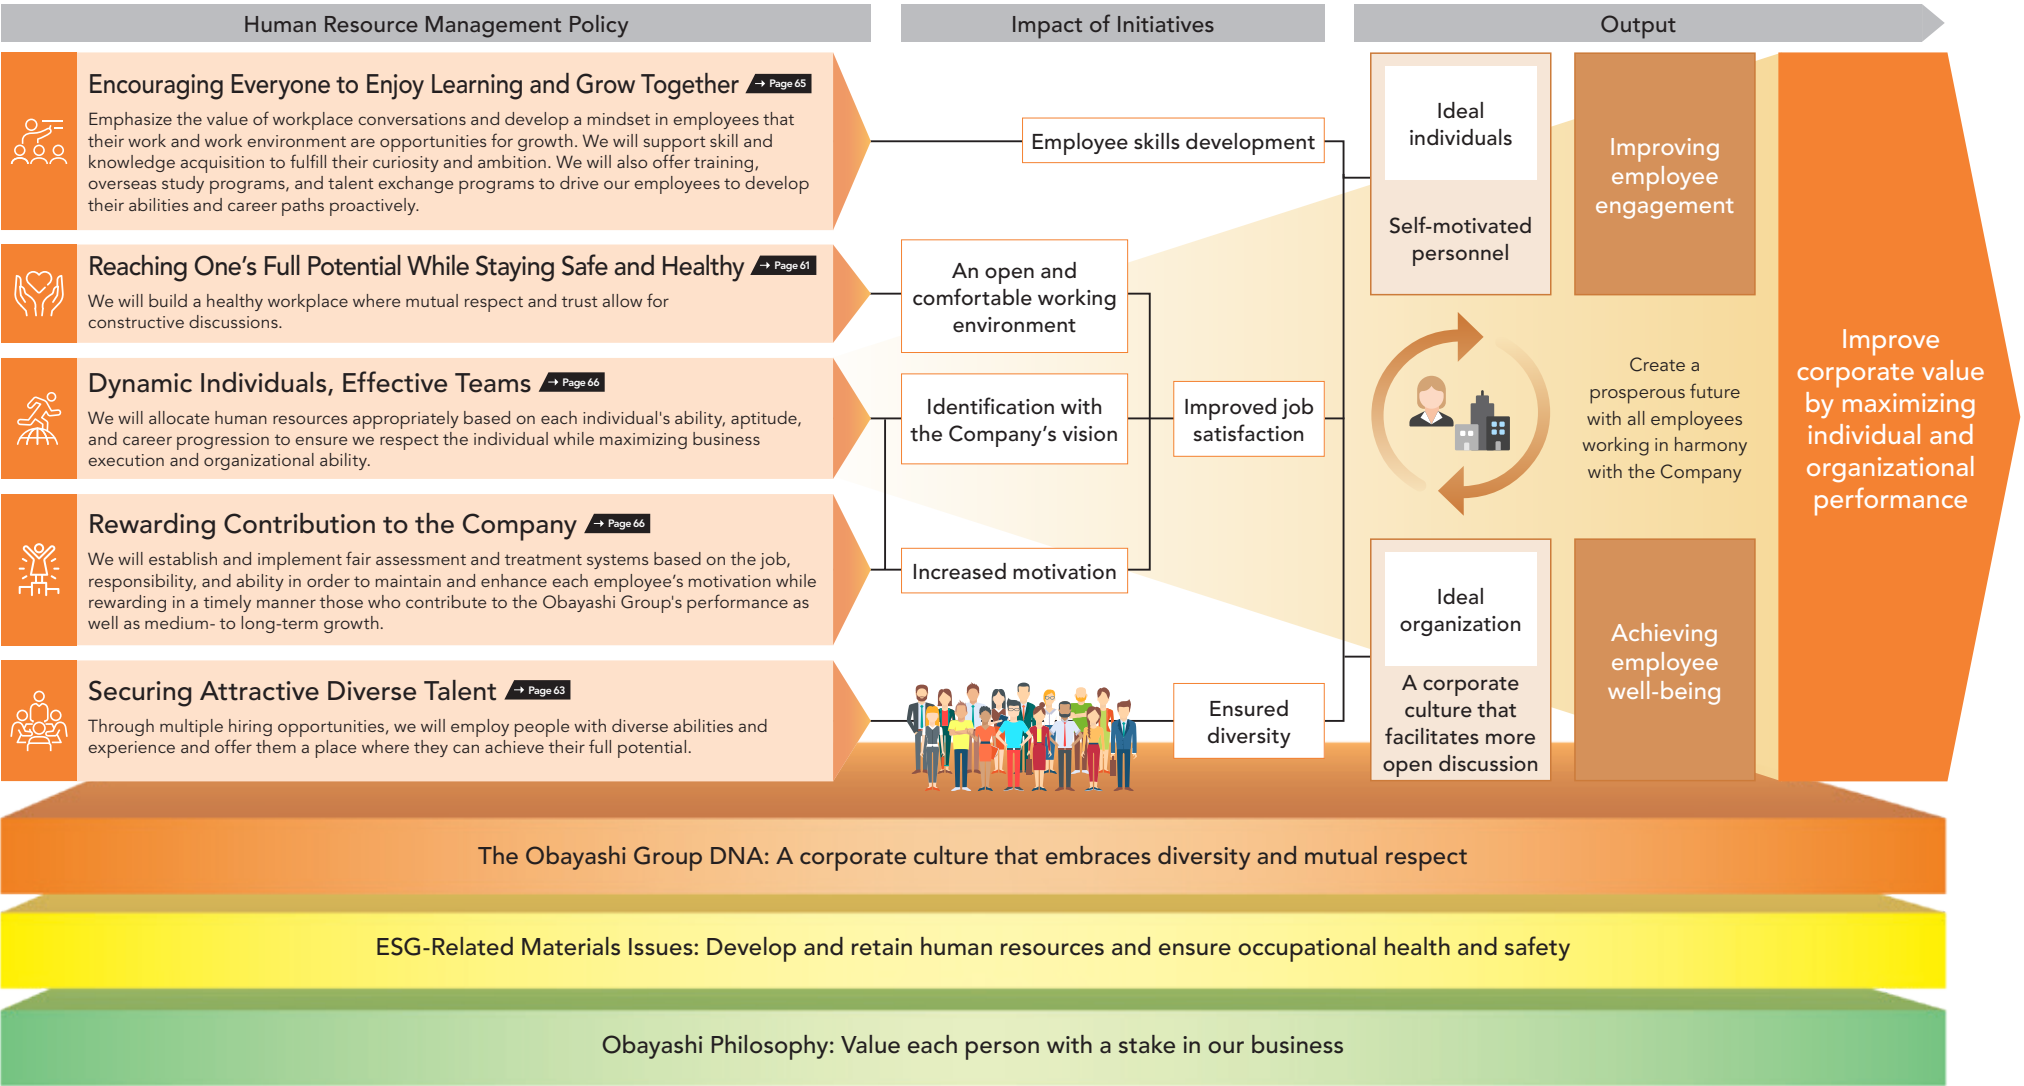 Human Resource Management Policy
Impact of Initiatives
Output
Encouraging Everyone to Enjoy Learning and Grow Together → Page 65
Emphasize the value of workplace conversations and develop a mindset in employees that
their work and work environment are opportunities for growth. We will support skill and
knowledge acquisition to fulfill their curiosity and ambition. We will also offer training,
overseas study programs, and talent exchange programs to drive our employees to develop
their abilities and career paths proactively.
Reaching One's Full Potential While Staying Safe and Healthy → Page 61
We will build a healthy workplace where mutual respect and trust allow for
constructive discussions.
Dynamic Individuals, Effective Teams → Page 66
We will allocate human resources appropriately based on each individual's ability, aptitude,
and career progression to ensure we respect the individual while maximizing business
execution and organizational ability.
Rewarding Contribution to the Company → Page 66
We will establish and implement fair assessment and treatment systems based on the job,
responsibility, and ability in order to maintain and enhance each employee's motivation while
rewarding in a timely manner those who contribute to the Obayashi Group's performance as
well as medium- to long-term growth.
Securing Attractive Diverse Talent → Page 63
Through multiple hiring opportunities, we will employ people with diverse abilities and
experience and offer them a place where they can achieve their full potential.
Employee skills development
An open and
comfortable working
environment
Identification with
the Company's vision
Increased motivation
Improved job
satisfaction
Ensured
diversity
Ideal
individuals
Self-motivated
personnel
Ideal
organization
A corporate
culture that
facilitates more
open discussion
Improving
employee
engagement
Create a
prosperous future
with all employees
working in harmony
with the Company
Achieving
employee
well-being
Improve
corporate value
by maximizing
individual and
organizational
performance
The Obayashi Group DNA: A corporate culture that embraces diversity and mutual respect
ESG-Related Materials Issues: Develop and retain human resources and ensure occupational health and safety
Obayashi Philosophy: Value each person with a stake in our business